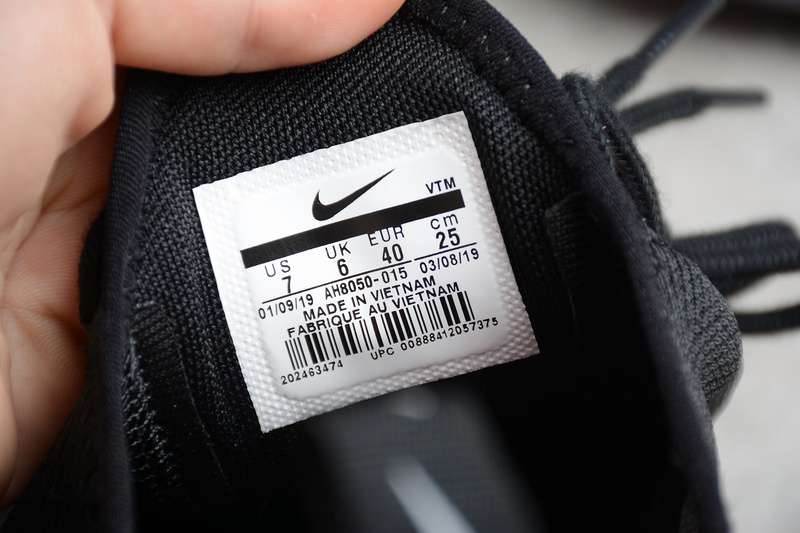 VTM
US UK EUR cm
7 6 40 25
01/09/19 AH8050-015 03/08/19
MADE IN VIETNAM
FABRIQUE AU VIETNAM
202463474 UPC 00888412057375